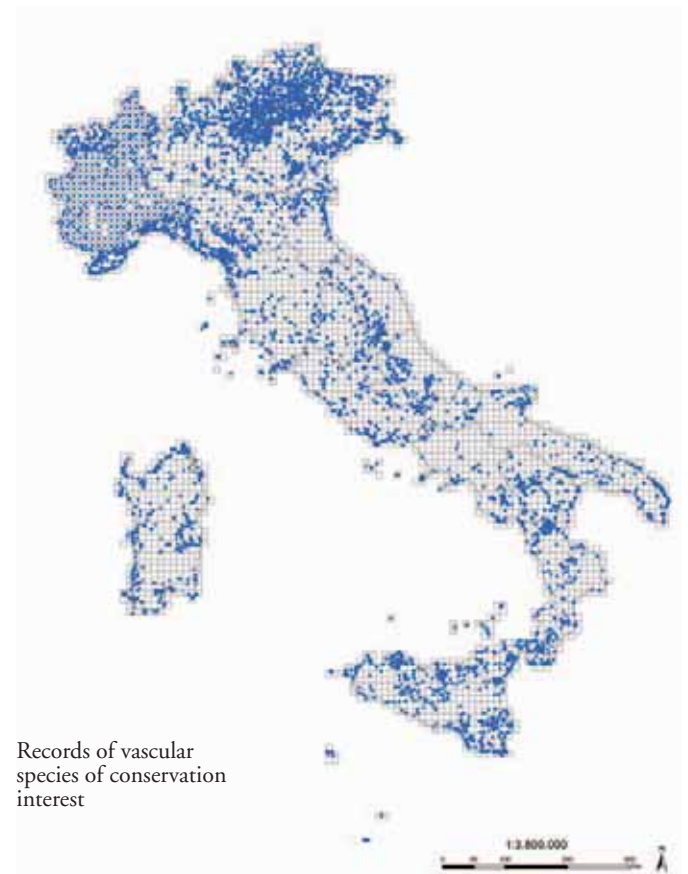 Records of vascular
species of conservation
interest
1:3.800.000